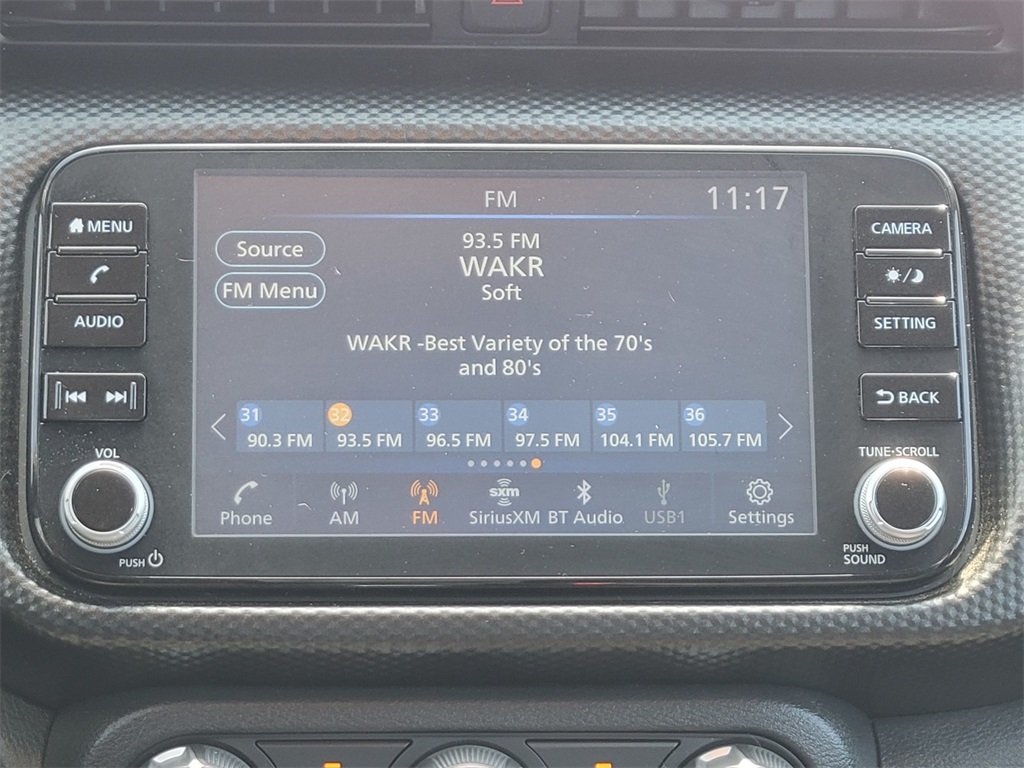 FM
11:17
MENU
AUDIO
VOL
PUSH
Source
FM Menu
93.5 FM
WAKR
Soft
WAKR -Best Variety of the 70's
and 80's
31 32 33 34 35 36
90.3 FM 93.5 FM 96.5 FM 97.5 FM 104.1 FM 105.7 FM
sxm
Phone AM FM SiriusXM BT Audio USB1 Settings
CAMERA
SETTING
BACK
TUNE·SCROLL
PUSH
SOUND